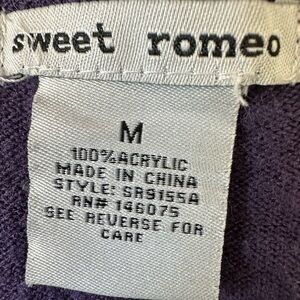 sweet romeo
M
100%ACRYLIC
MADE IN CHINA
STYLE: SR9155A
RN# 146075
SEE REVERSE FOR
CARE